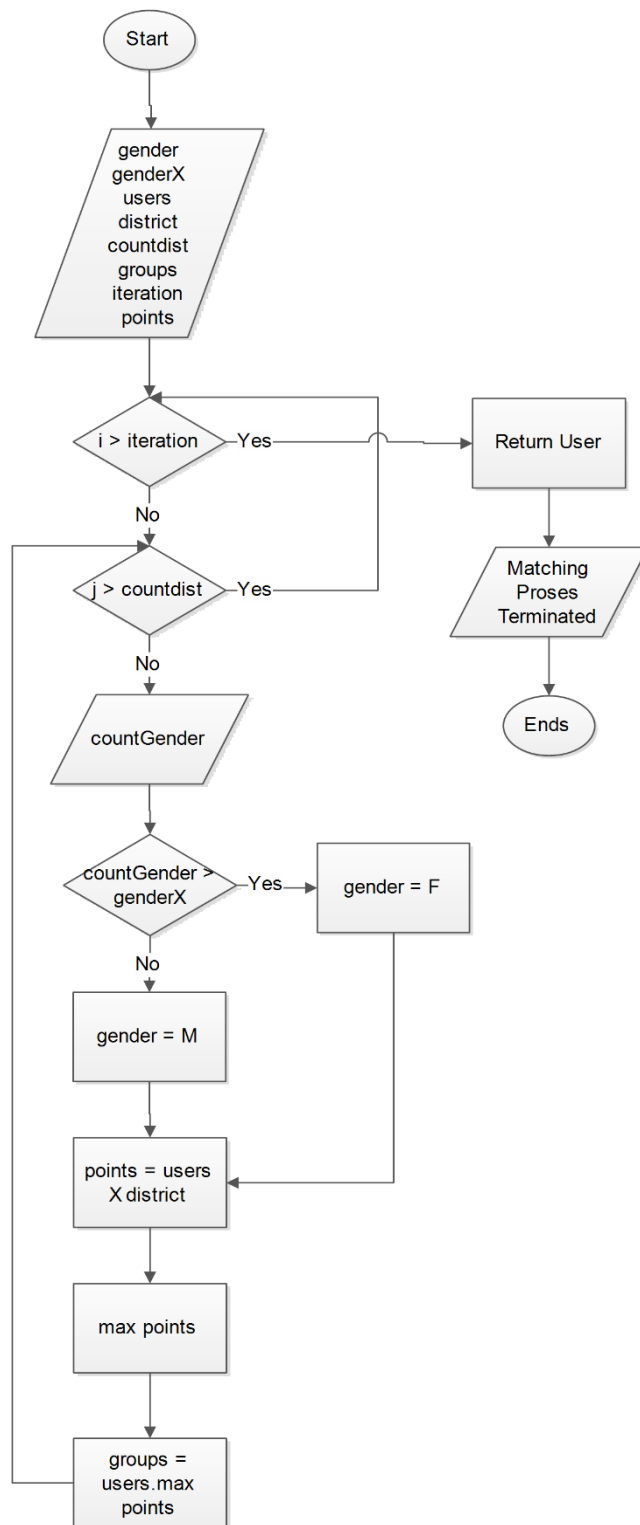 Start
gender
genderX
users
district
countdist
groups
iteration
points
i > iteration
Yes
Return User
No
j > countdist
Yes
Matching
Proses
Terminated
No
Ends
countGender
countGender >
genderX
Yes
gender = F
No
gender = M
points = users
X district
max points
groups =
users.max
points